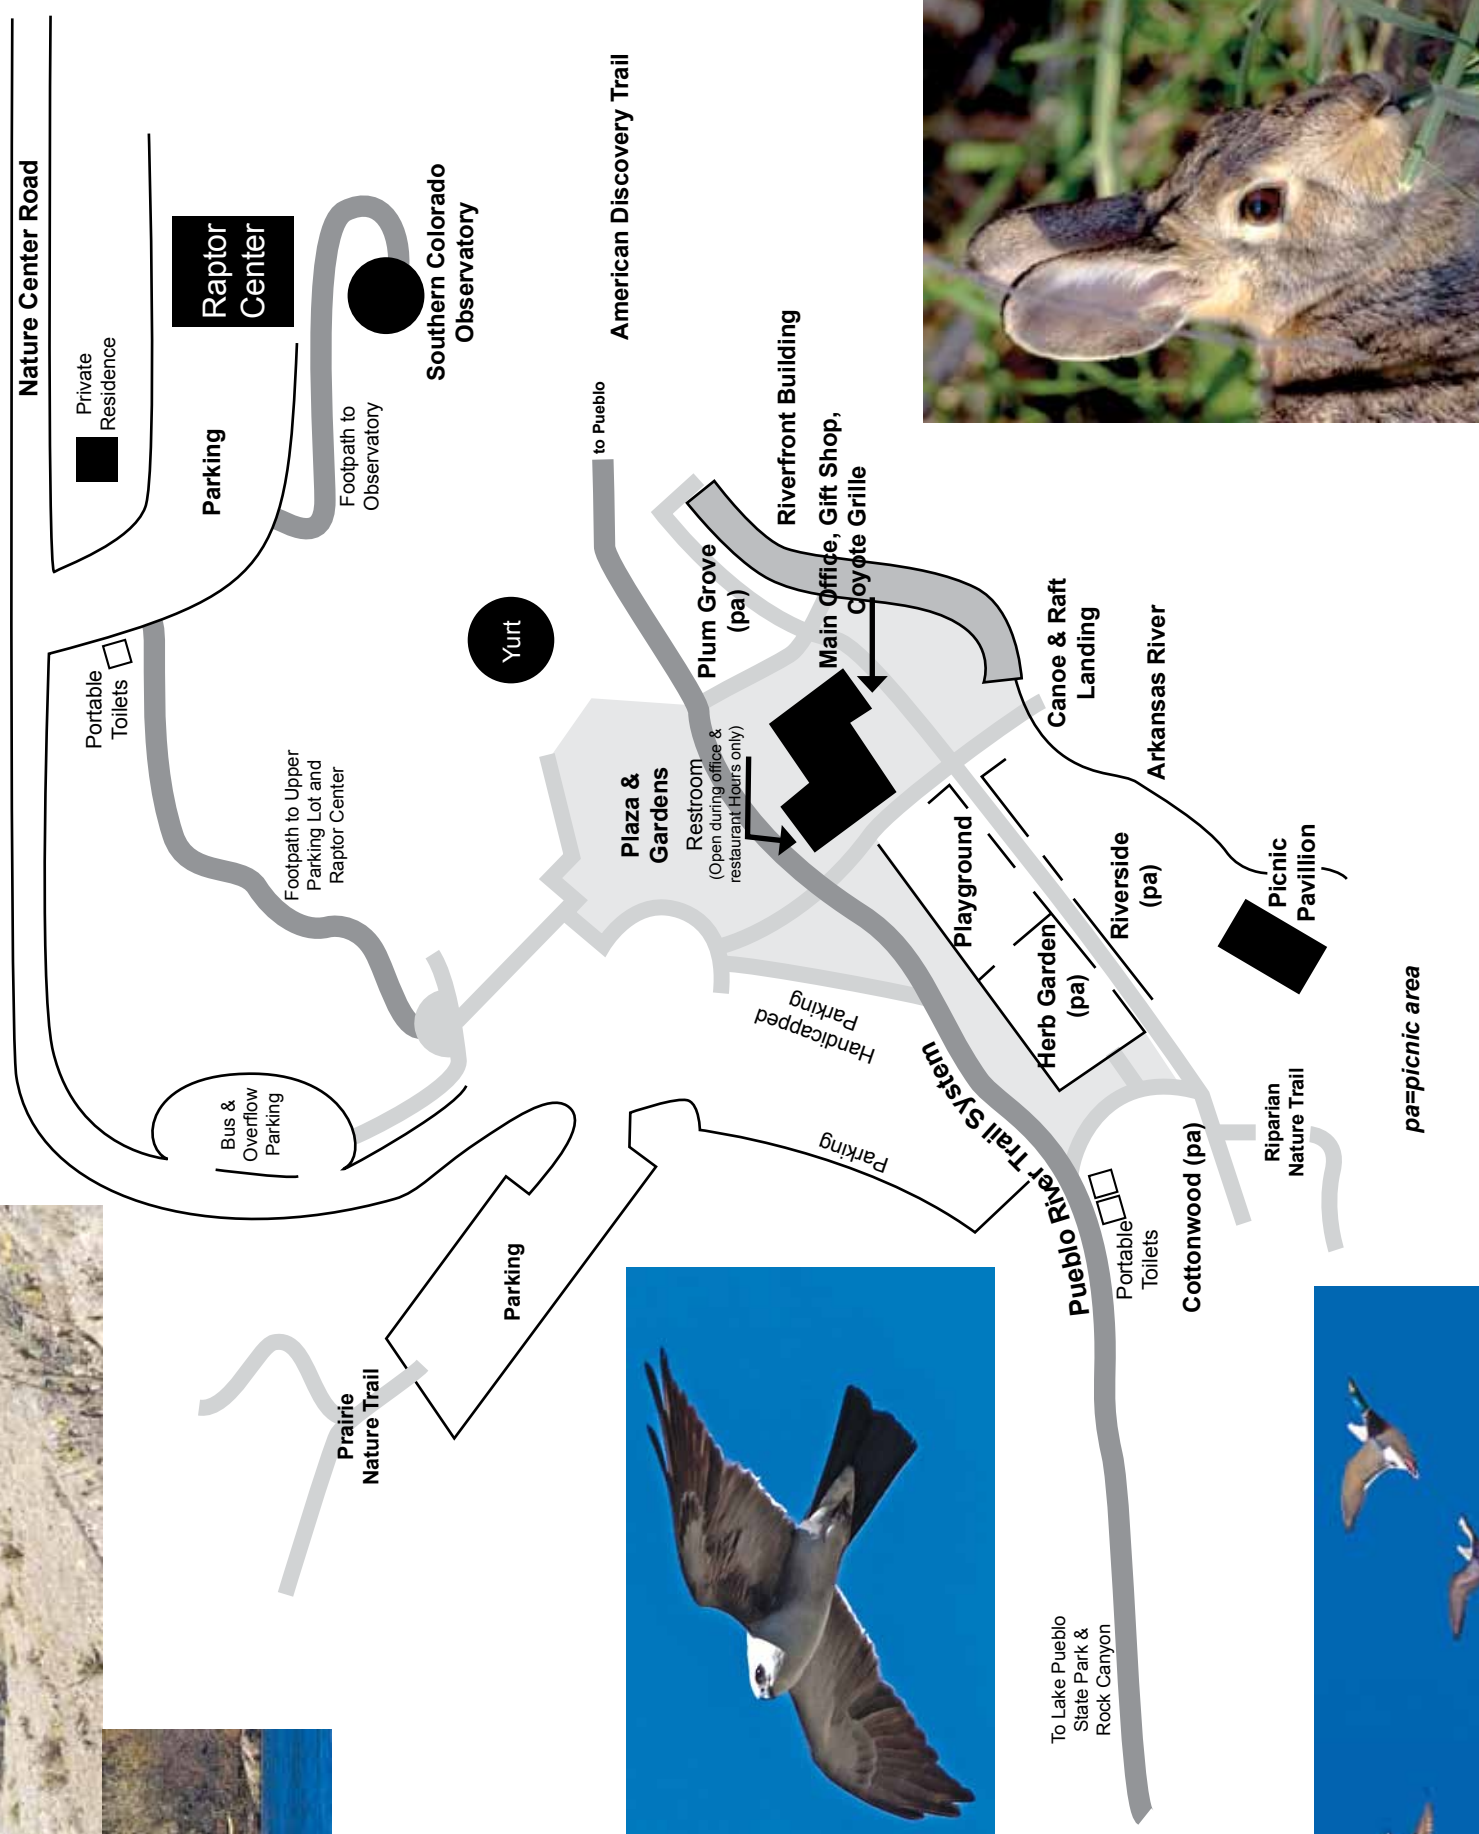 Nature Center Road
Private
Residence
Raptor
Center
Parking
Footpath to
Observatory
Southern Colorado
Observatory
American Discovery Trail
to Pueblo
Portable
Toilets
Yurt
Footpath to Upper
Parking Lot and
Raptor Center
Plum Grove
(pa)
Riverfront Building
Main Office, Gift Shop,
Coyote Grille
Canoe & Raft
Landing
Arkansas River
Plaza &
Gardens
Restroom
(Open during office &
restaurant Hours only)
Playground
Herb Garden
(pa)
Riverside
(pa)
Picnic
Pavillion
Bus &
Overflow
Parking
Handicapped
Parking
Parking
Parking
Pueblo River Trail System
Portable
Toilets
Cottonwood (pa)
Riparian
Nature Trail
pa=picnic area
Prairie
Nature Trail
To Lake Pueblo
State Park &
Rock Canyon